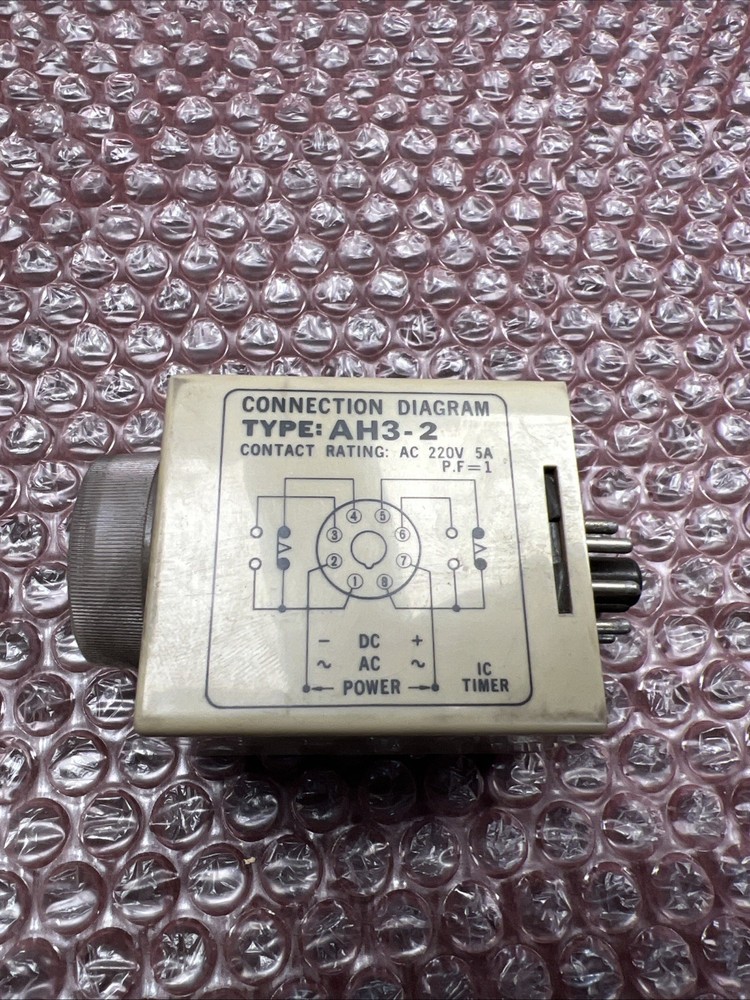 CONNECTION DIAGRAM
TYPE: AH3-2
CONTACT RATING: AC 220V 5A
P.F=1
4 5
3 6
2 7
1 8
− DC +
~ AC ~
POWER
IC
TIMER